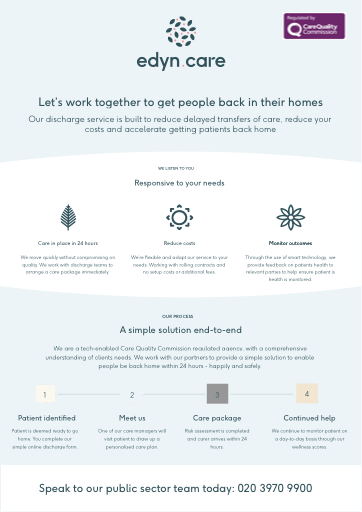 Regulated by
CareQuality
Commission
edyn.care
Let's work together to get people back in their homes
Our discharge service is built to reduce delayed transfers of care, reduce your
costs and accelerate getting patients back home
WE LISTEN TO YOU
Responsive to your needs
Care in place in 24 hours
Reduce costs
Monitor outcomes
We move quickly without compromising on
quality. We work with discharge teams to
arrange a care package immediately.
We're flexible and adapt our service to your
needs. Working with rolling contracts and
no setup costs or additional fees.
Through the use of smart technology, we
provide feedback on patients health to
relevant parties to help ensure patient is
health is monitored.
OUR PROCESS
A simple solution end-to-end
We are a tech-enabled Care Quality Commission regulated agency, with a comprehensive
understanding of clients needs. We work with our partners to provide a simple solution to enable
people be back home within 24 hours - happily and safely.
1
2
3
4
Patient identified
Meet us
Care package
Continued help
Patient is deemed ready to go
home. You complete our simple
online discharge form.
One of our care managers will
visit patient to draw up a
personalised care plan.
Risk assessment is completed
and carer arrives within 24
hours.
We continue to monitor patient on
a day-to-day basis through our
wellness scores.
Speak to our public sector team today: 020 3970 9900